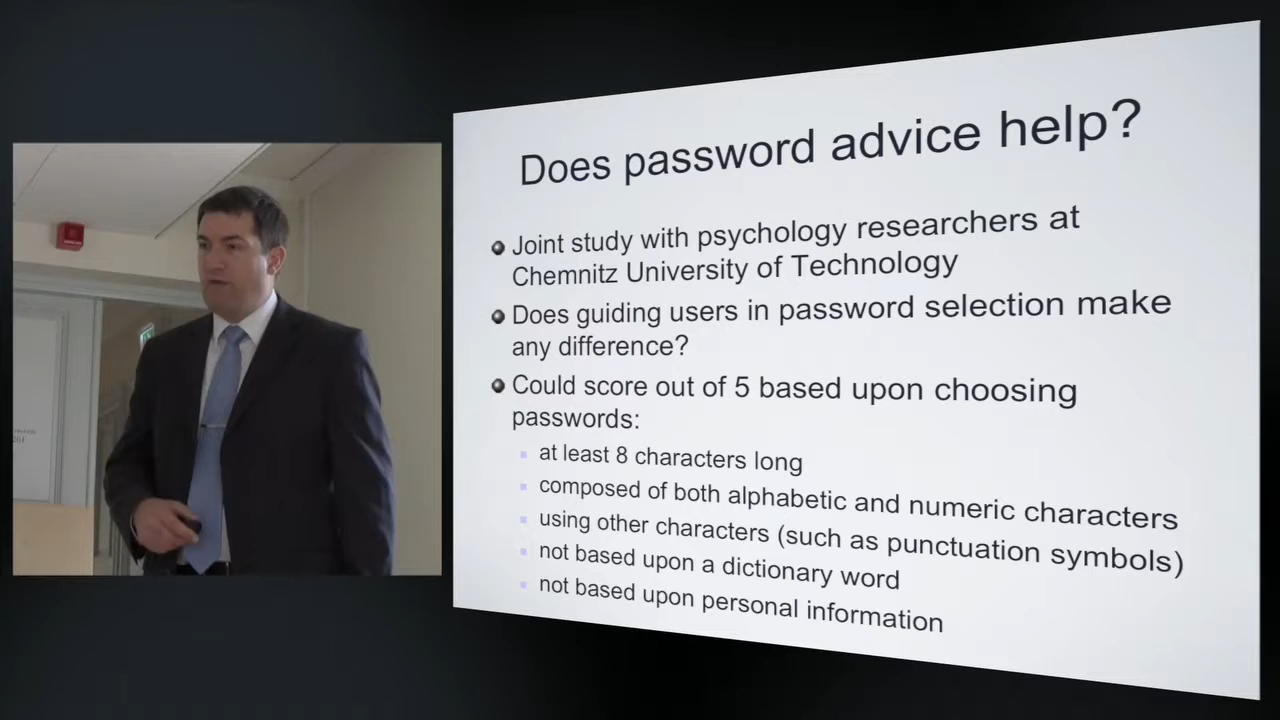 Does password advice help?
Joint study with psychology researchers at
Chemnitz University of Technology
Does guiding users in password selection make
any difference?
Could score out of 5 based upon choosing
passwords:
at least 8 characters long
composed of both alphabetic and numeric characters
using other characters (such as punctuation symbols)
not based upon a dictionary word
not based upon personal information